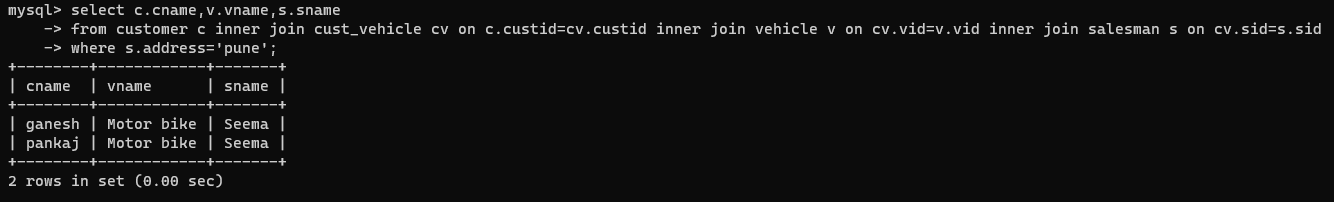 mysql> select c.cname,v.vname,s.sname
    -> from customer c inner join cust_vehicle cv on c.custid=cv.custid inner join vehicle v on cv.vid=v.vid inner join salesman s on cv.sid=s.sid
    -> where s.address='pune';
+--------+------------+-------+
| cname  | vname      | sname |
+--------+------------+-------+
| ganesh | Motor bike | Seema |
| pankaj | Motor bike | Seema |
+--------+------------+-------+
2 rows in set (0.00 sec)